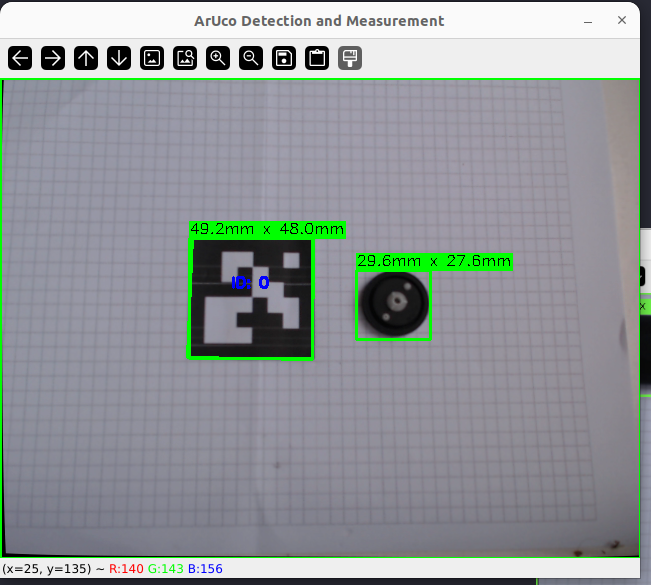 ArUco Detection and Measurement
49.2mm x 48.0mm
ID: 0
29.6mm x 27.6mm
x
(x=25, y=135) ~ R:140 G:143 B:156